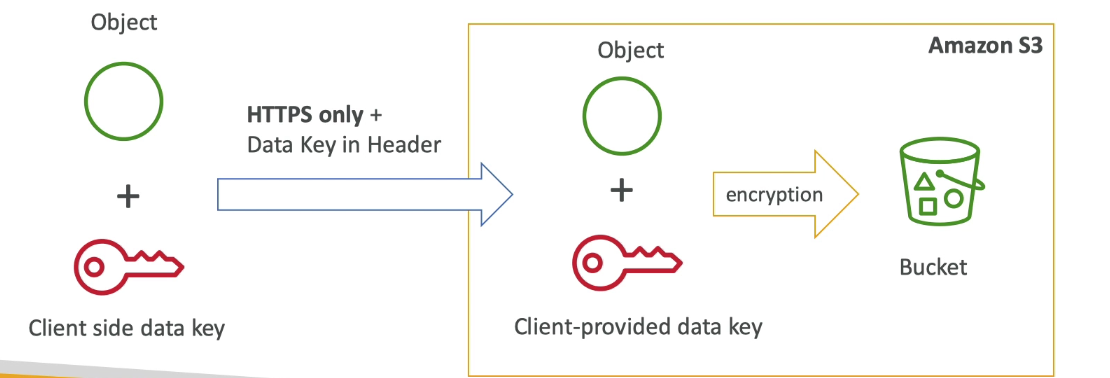 Object
+
Client side data key
HTTPS only +
Data Key in Header
Amazon S3
Object
+
Client-provided data key
encryption
Bucket